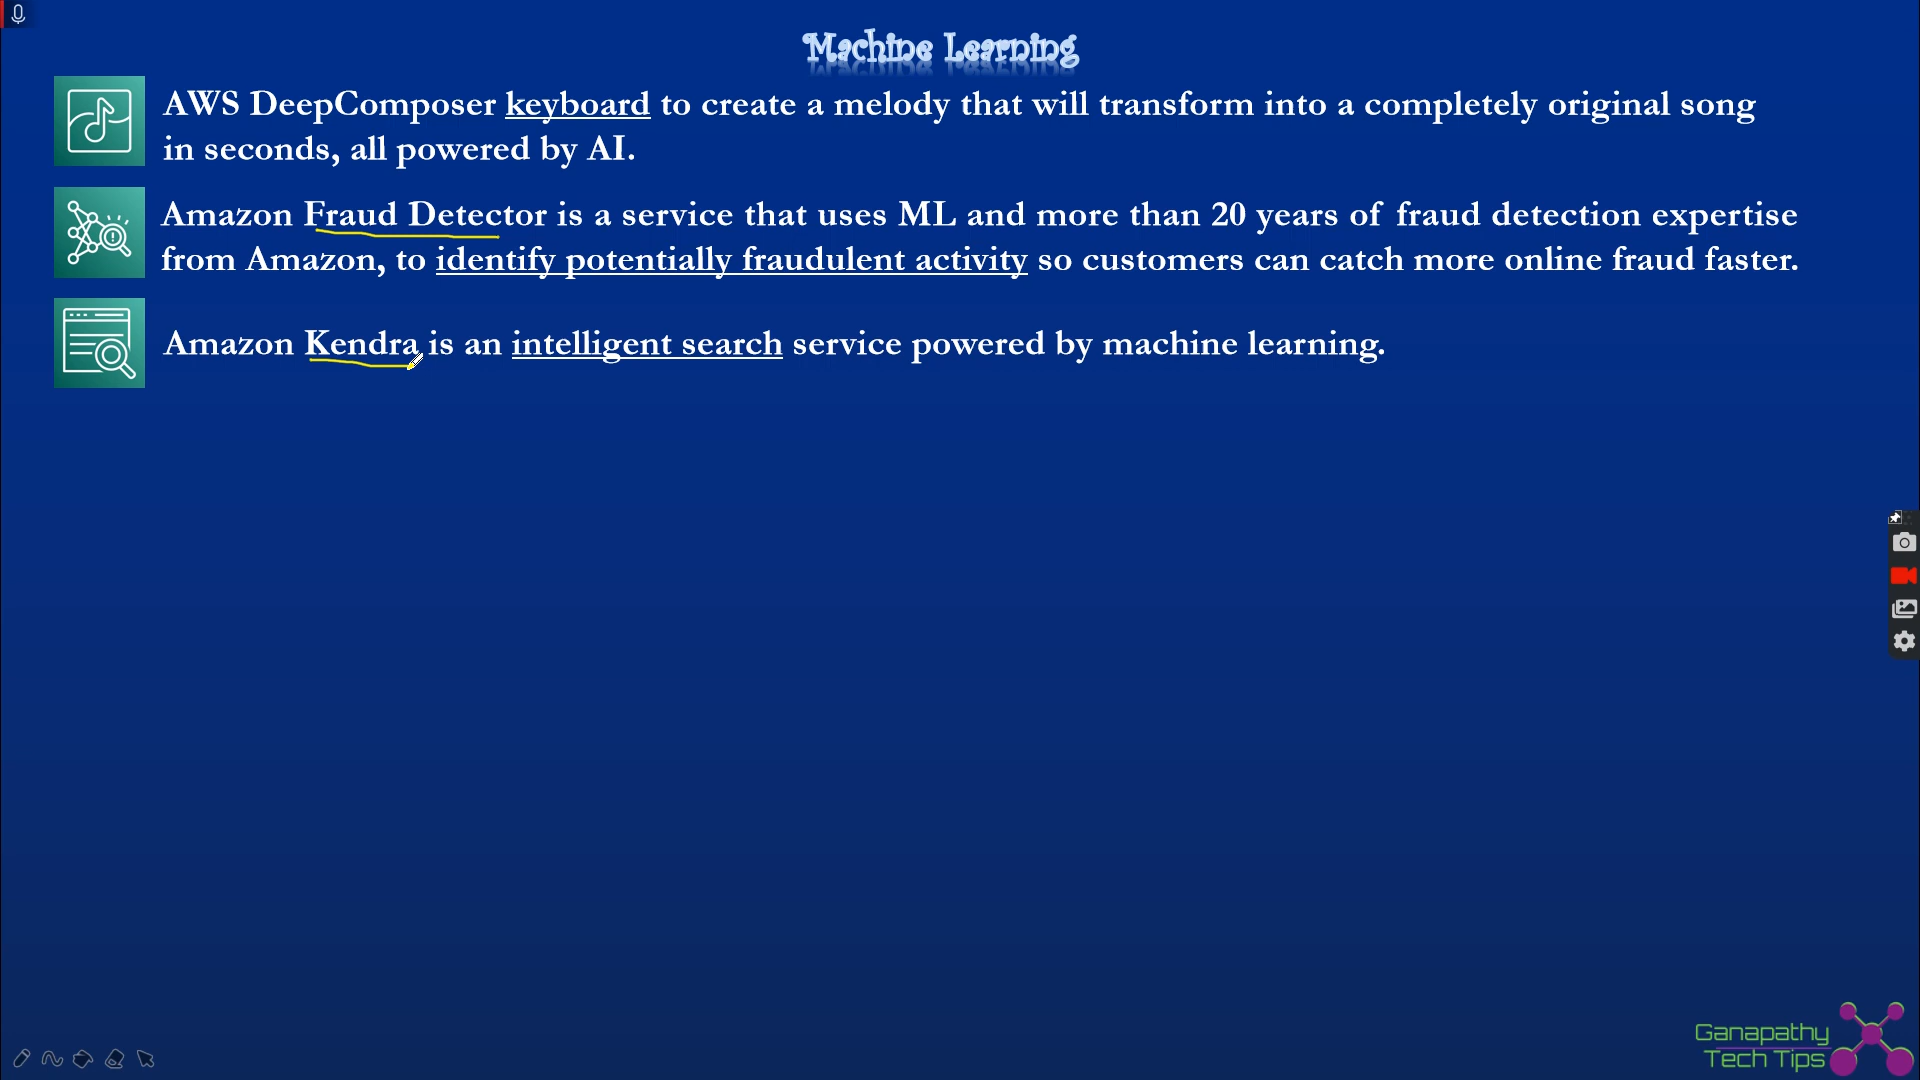 Machine Learning
AWS DeepComposer keyboard to create a melody that will transform into a completely original song
in seconds, all powered by AI.
Amazon Fraud Detector is a service that uses ML and more than 20 years of fraud detection expertise
from Amazon, to identify potentially fraudulent activity so customers can catch more online fraud faster.
Amazon Kendra is an intelligent search service powered by machine learning.
Ganapathy
Tech Tips